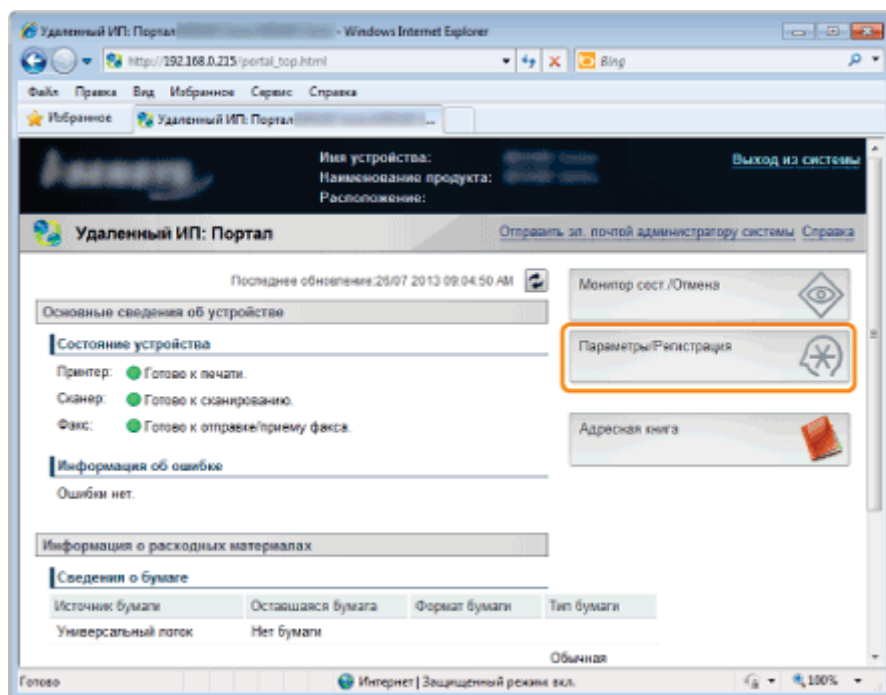 Удаленный ИП: Портал - Windows Internet Explorer
http://192.168.0.215/portal_top.html
Bing
Файл Правка Вид Избранное Сервис Справка
Избранное Удаленный ИП: Портал ...
Имя устройства:
Наименование продукта:
Расположение:
Выход из системы
Удаленный ИП: Портал
Отправить эл. почтой администратору системы Справка
Последнее обновление:26/07 2013 09:04:50 AM
Монитор сост./Отмена
Основные сведения об устройстве
Состояние устройства
Параметры/Регистрация
Принтер: Готово к печати.
Сканер: Готово к сканированию.
Факс: Готово к отправке/приему факса.
Адресная книга
Информация об ошибке
Ошибки нет.
Информация о расходных материалах
Сведения о бумаге
Источник бумаги Оставшаяся бумага Формат бумаги Тип бумаги
Универсальный лоток Нет бумаги
Обычная
Готово
Интернет | Защищенный режим вкл.
100%